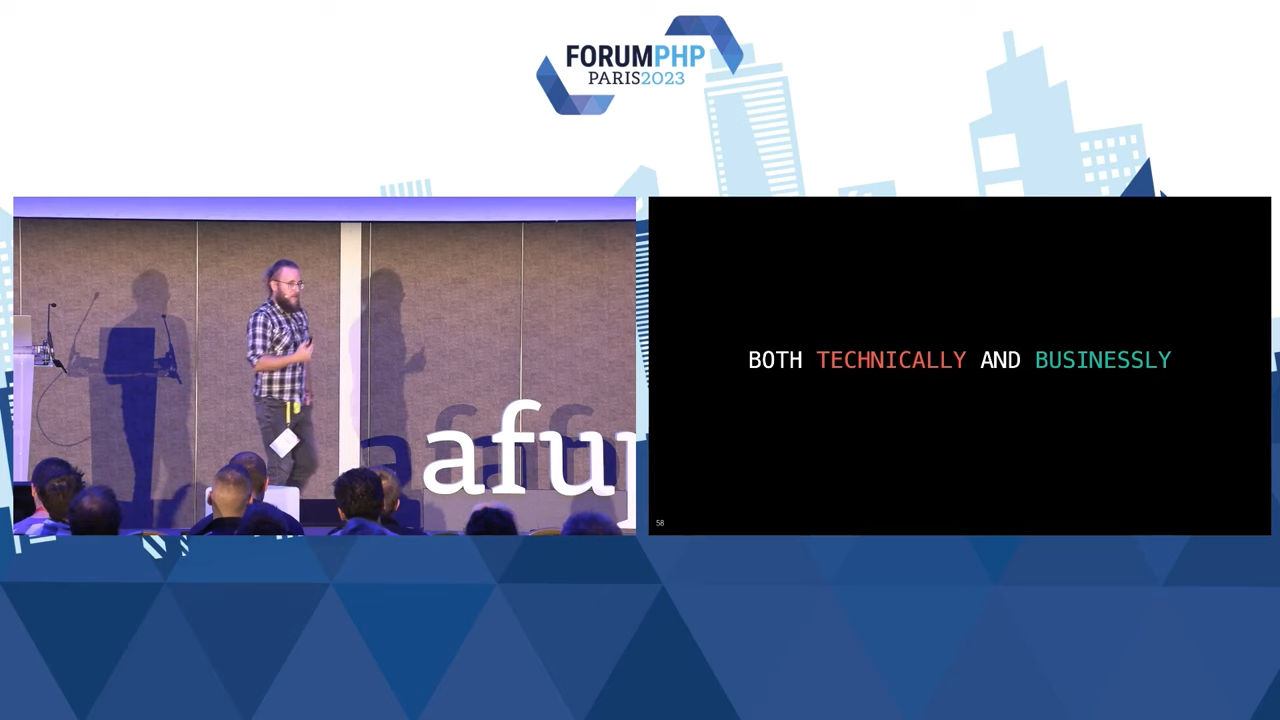 FORUMPHP
PARIS2023
afu
BOTH TECHNICALLY AND BUSINESSLY
58